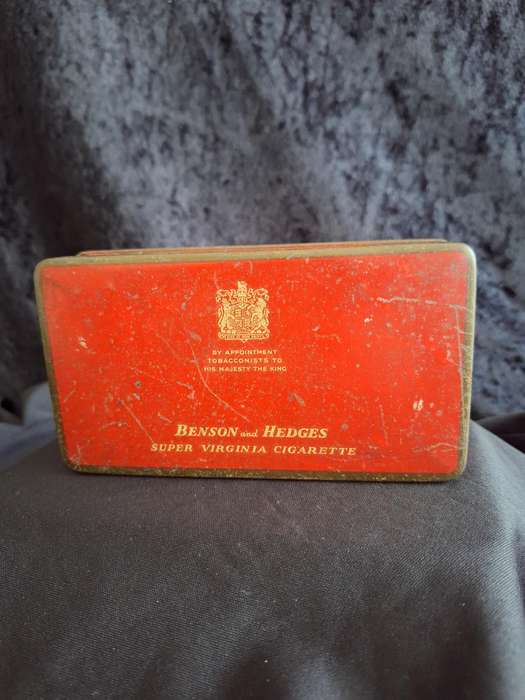 BY APPOINTMENT
TOBACCONISTS TO
HIS MAJESTY THE KING
BENSON and HEDGES
SUPER VIRGINIA CIGARETTE